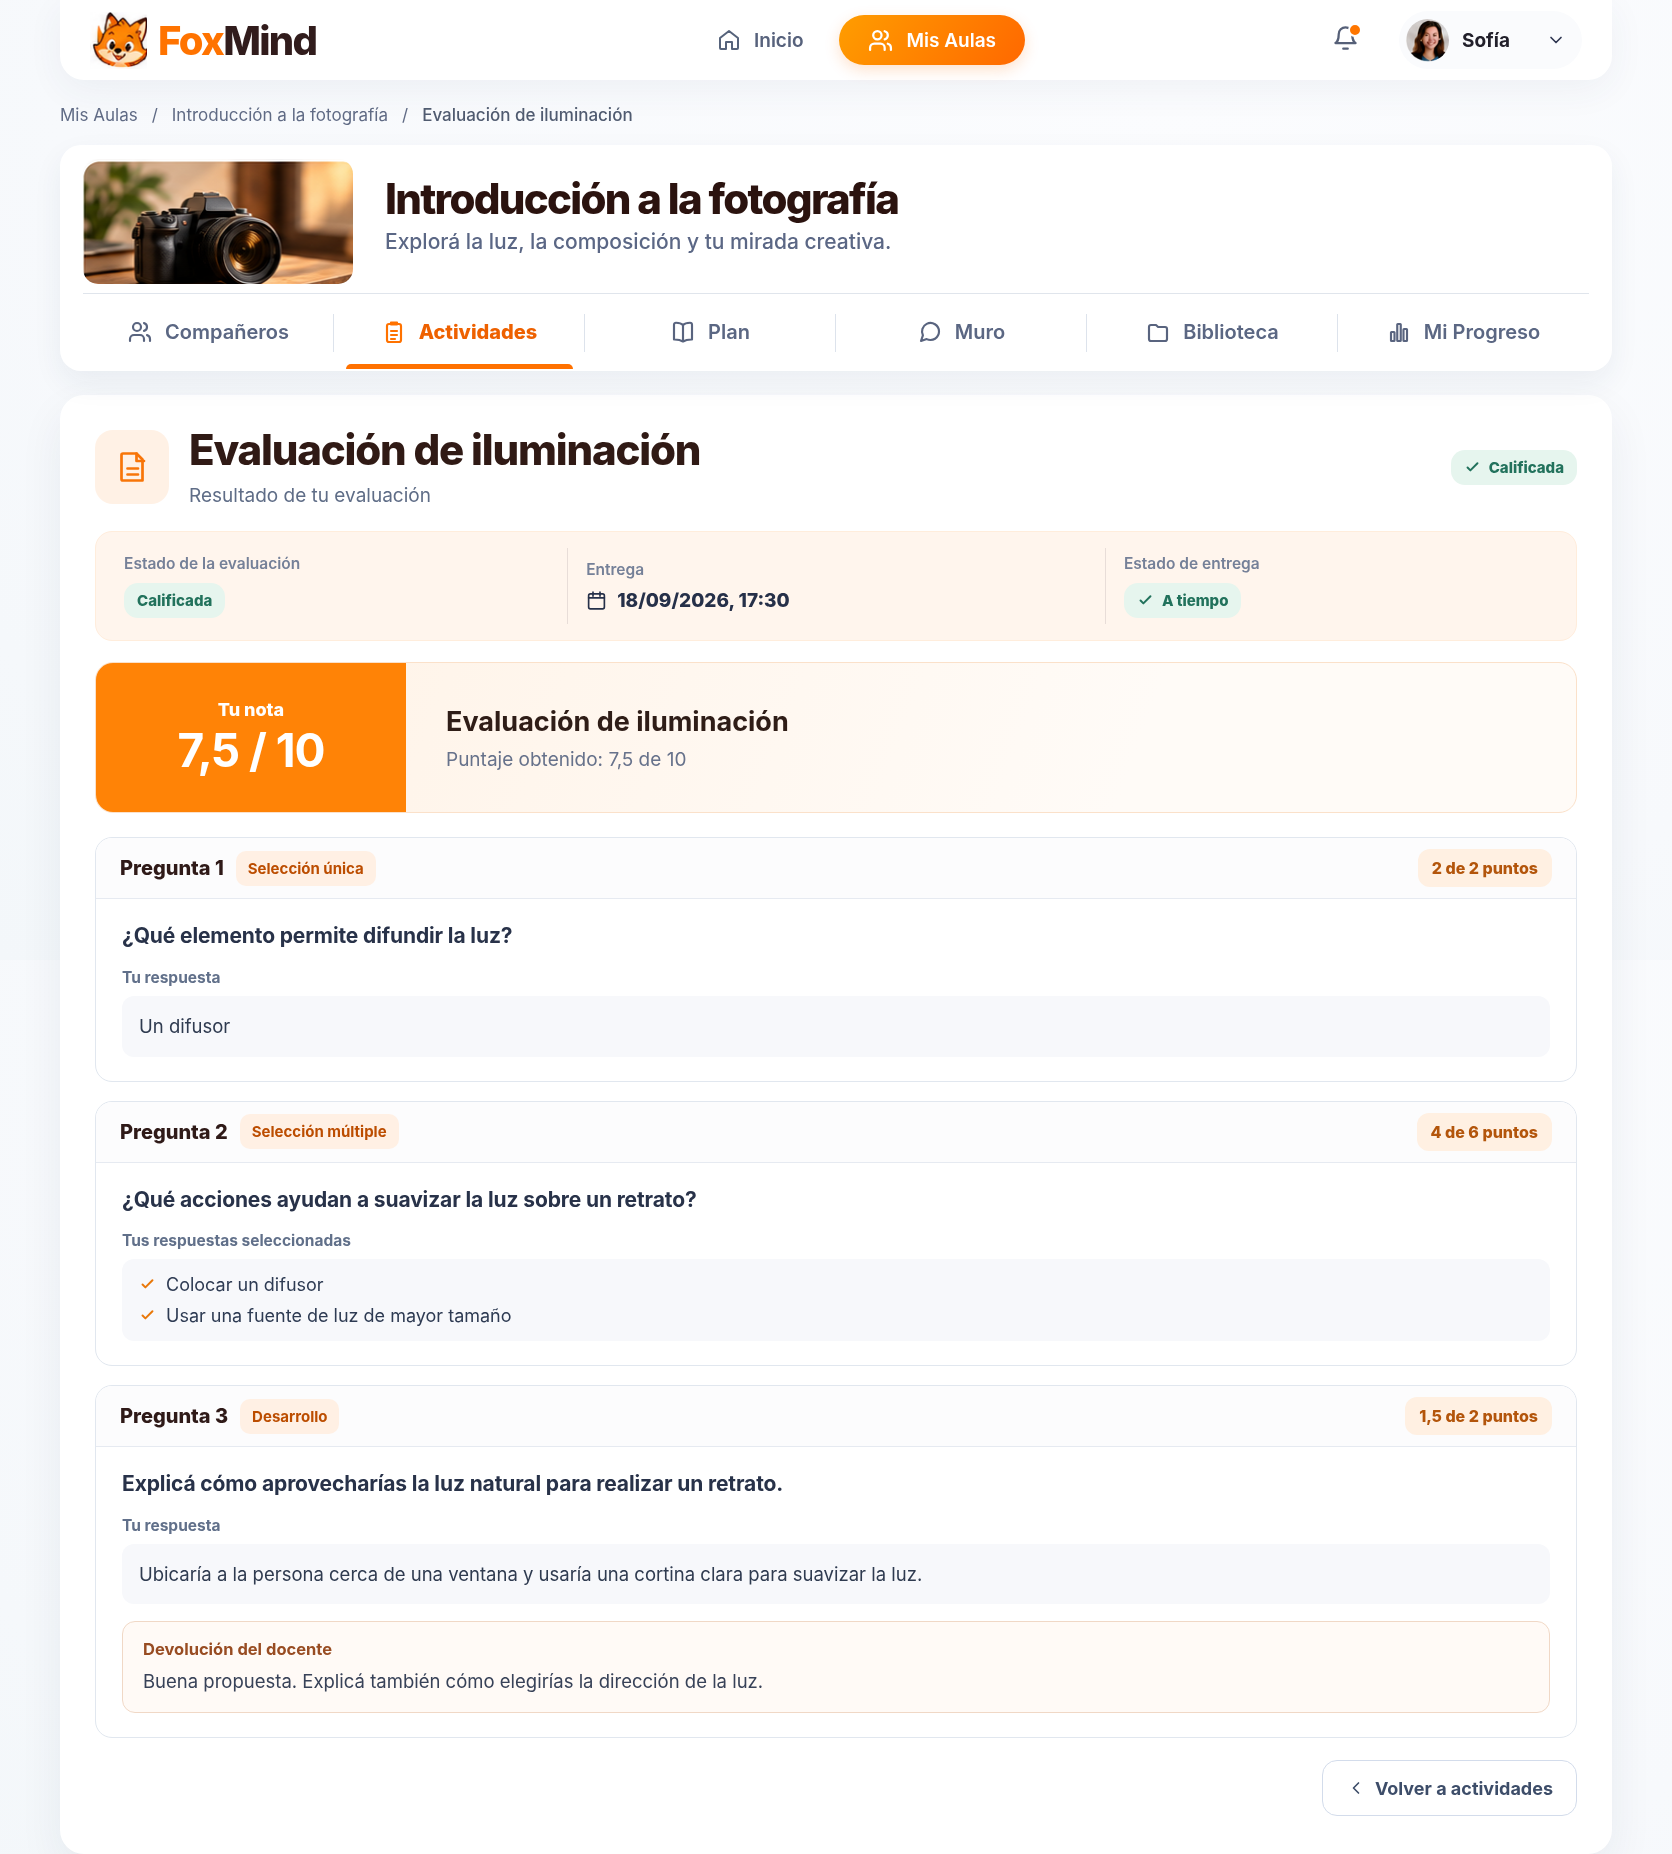 FoxMind
Inicio
Mis Aulas
Sofía
Mis Aulas / Introducción a la fotografía / Evaluación de iluminación
Introducción a la fotografía
Explorá la luz, la composición y tu mirada creativa.
Compañeros
Actividades
Plan
Muro
Biblioteca
Mi Progreso
Evaluación de iluminación
Resultado de tu evaluación
Calificada
Estado de la evaluación
Calificada
Entrega
18/09/2026, 17:30
Estado de entrega
A tiempo
Tu nota
7,5 / 10
Evaluación de iluminación
Puntaje obtenido: 7,5 de 10
Pregunta 1
Selección única
2 de 2 puntos
¿Qué elemento permite difundir la luz?
Tu respuesta
Un difusor
Pregunta 2
Selección múltiple
4 de 6 puntos
¿Qué acciones ayudan a suavizar la luz sobre un retrato?
Tus respuestas seleccionadas
Colocar un difusor
Usar una fuente de luz de mayor tamaño
Pregunta 3
Desarrollo
1,5 de 2 puntos
Explicá cómo aprovecharías la luz natural para realizar un retrato.
Tu respuesta
Ubicaría a la persona cerca de una ventana y usaría una cortina clara para suavizar la luz.
Devolución del docente
Buena propuesta. Explicá también cómo elegirías la dirección de la luz.
Volver a actividades